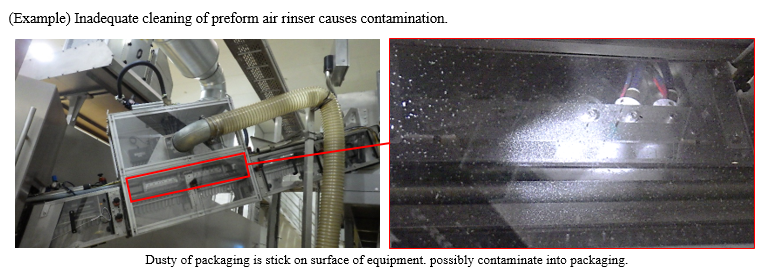 (Example) Inadequate cleaning of preform air rinser causes contamination.
Dusty of packaging is stick on surface of equipment. possibly contaminate into packaging.